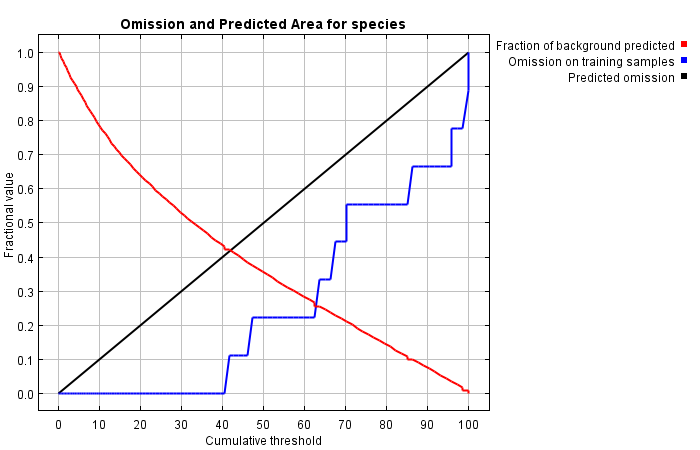 Omission and Predicted Area for species
Fraction of background predicted
Omission on training samples
Predicted omission
Fractional value
1.0
0.9
0.8
0.7
0.6
0.5
0.4
0.3
0.2
0.1
0.0
0 10 20 30 40 50 60 70 80 90 100
Cumulative threshold